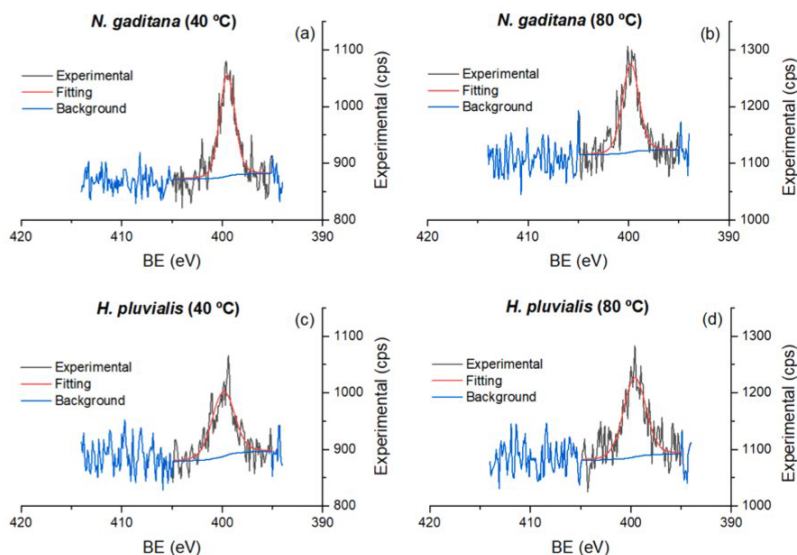 N. gaditana (40 ºC)
(a)
Experimental
Fitting
Background
1100
1000
900
800
Experimental (cps)
420
410
400
390
BE (eV)
N. gaditana (80 ºC)
(b)
Experimental
Fitting
Background
1300
1200
1100
1000
Experimental (cps)
420
410
400
390
BE (eV)
H. pluvialis (40 ºC)
(c)
Experimental
Fitting
Background
1100
1000
900
800
Experimental (cps)
420
410
400
390
BE (eV)
H. pluvialis (80 ºC)
(d)
Experimental
Fitting
Background
1300
1200
1100
1000
Experimental (cps)
420
410
400
390
BE (eV)